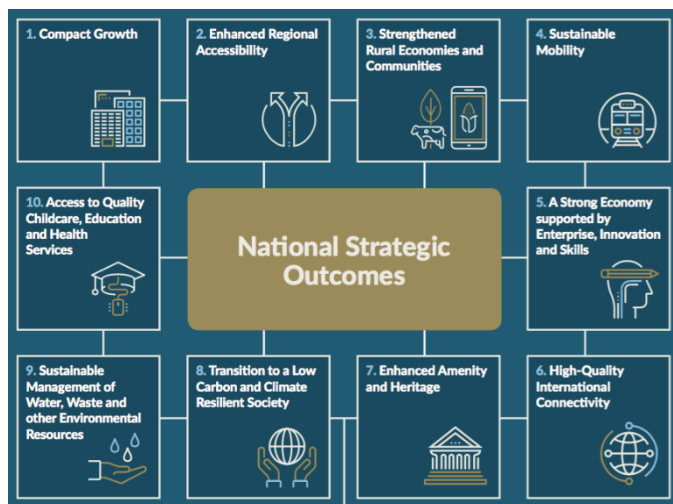 1. Compact Growth
2. Enhanced Regional
Accessibility
3. Strengthened
Rural Economies and
Communities
4. Sustainable
Mobility
10. Access to Quality
Childcare, Education
and Health
Services
National Strategic
Outcomes
5. A Strong Economy
supported by
Enterprise, Innovation
and Skills
9. Sustainable
Management of
Water, Waste and
other Environmental
Resources
8. Transition to a Low
Carbon and Climate
Resilient Society
7. Enhanced Amenity
and Heritage
6. High-Quality
International
Connectivity